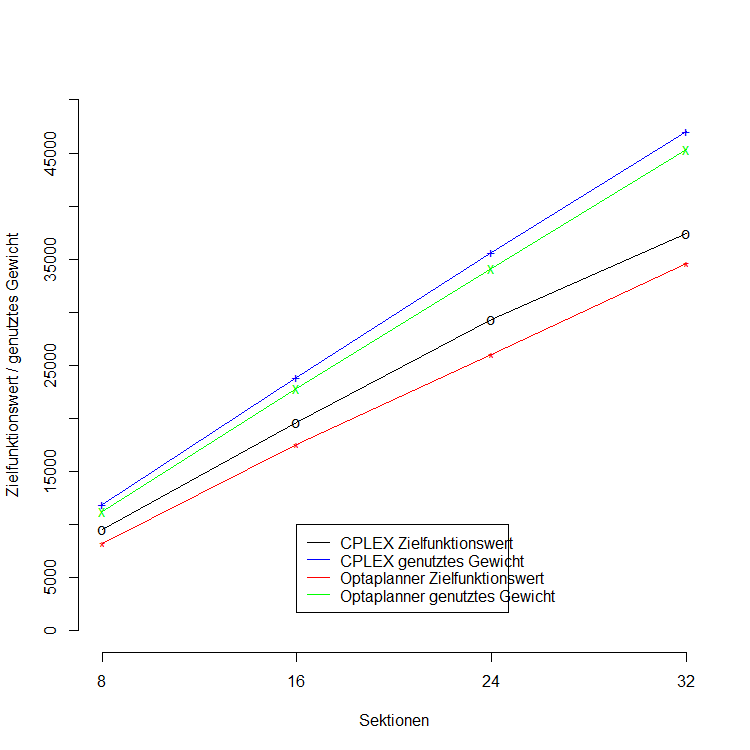 Zielfunktionswert / genutztes Gewicht
45000
35000
25000
15000
5000
0
CPLEX Zielfunktionswert
CPLEX genutztes Gewicht
Optaplanner Zielfunktionswert
Optaplanner genutztes Gewicht
8 16 24 32
Sektionen